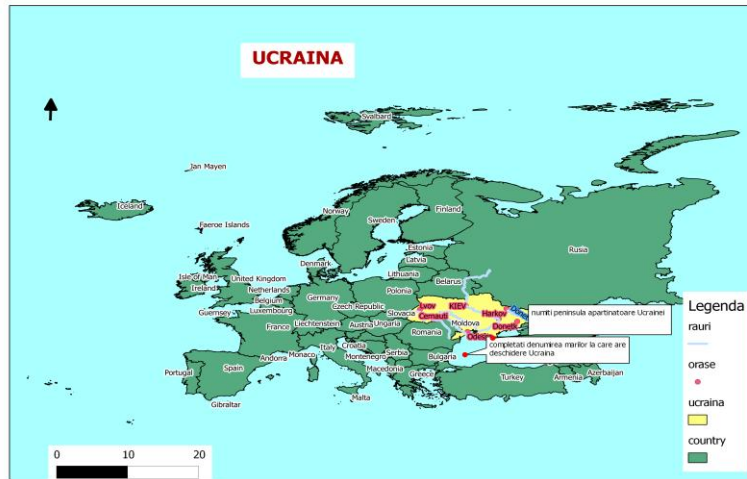 UCRAINA
Svalbard
Jan Mayen
Iceland
Finland
Norway
Sweden
Faeroe Islands
Rusia
Estonia
Latvia
Denmark
Lithuania
Isle of Man
United Kingdom
Belarus
Ireland
Netherlands
Polonia
Germany
Belgium
Czech Republic
Lvov
KIEV
Guernsey
Luxembourg
Slovacia
Cernauti
Harkov
numiti peninsula apartinatoare Ucrainei
France
Liechtenstein
Austria
Ungaria
Moldova
Donetk
Romania
Odesa
completati denumirea marilor la care are
deschidere Ucraina
Croatia
Italy
Serbia
Andorra
Monaco
Montenegro
Bulgaria
Portugal
Spain
Macedonia
Greece
Turkey
Armenia
Azerbaijan
Gibraltar
Malta
Legenda
rauri
orase
ucraina
country
0
10
20